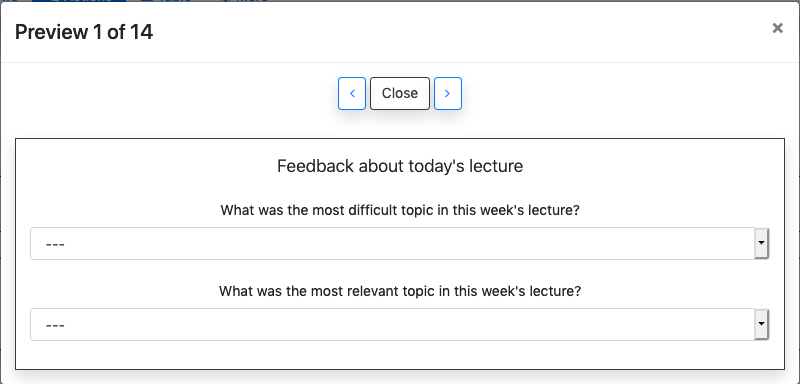 Preview 1 of 14
×
< Close >
Feedback about today's lecture
What was the most difficult topic in this week's lecture?
---
What was the most relevant topic in this week's lecture?
---